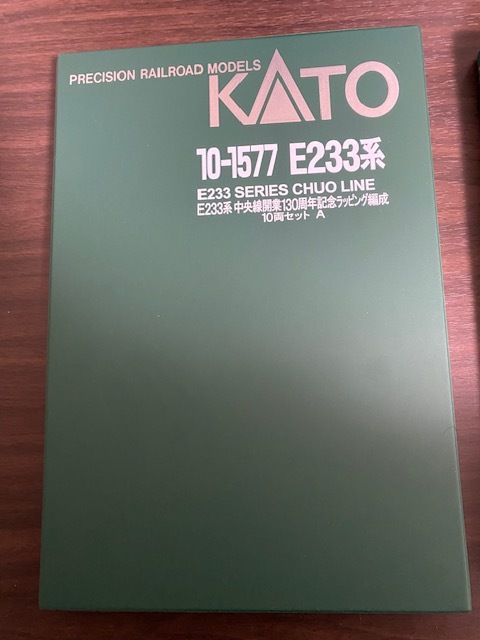 PRECISION RAILROAD MODELS
KATO
10-1577 E233系
E233 SERIES CHUO LINE
E233系 中央線開業130周年記念ラッピング編成
10両セット A